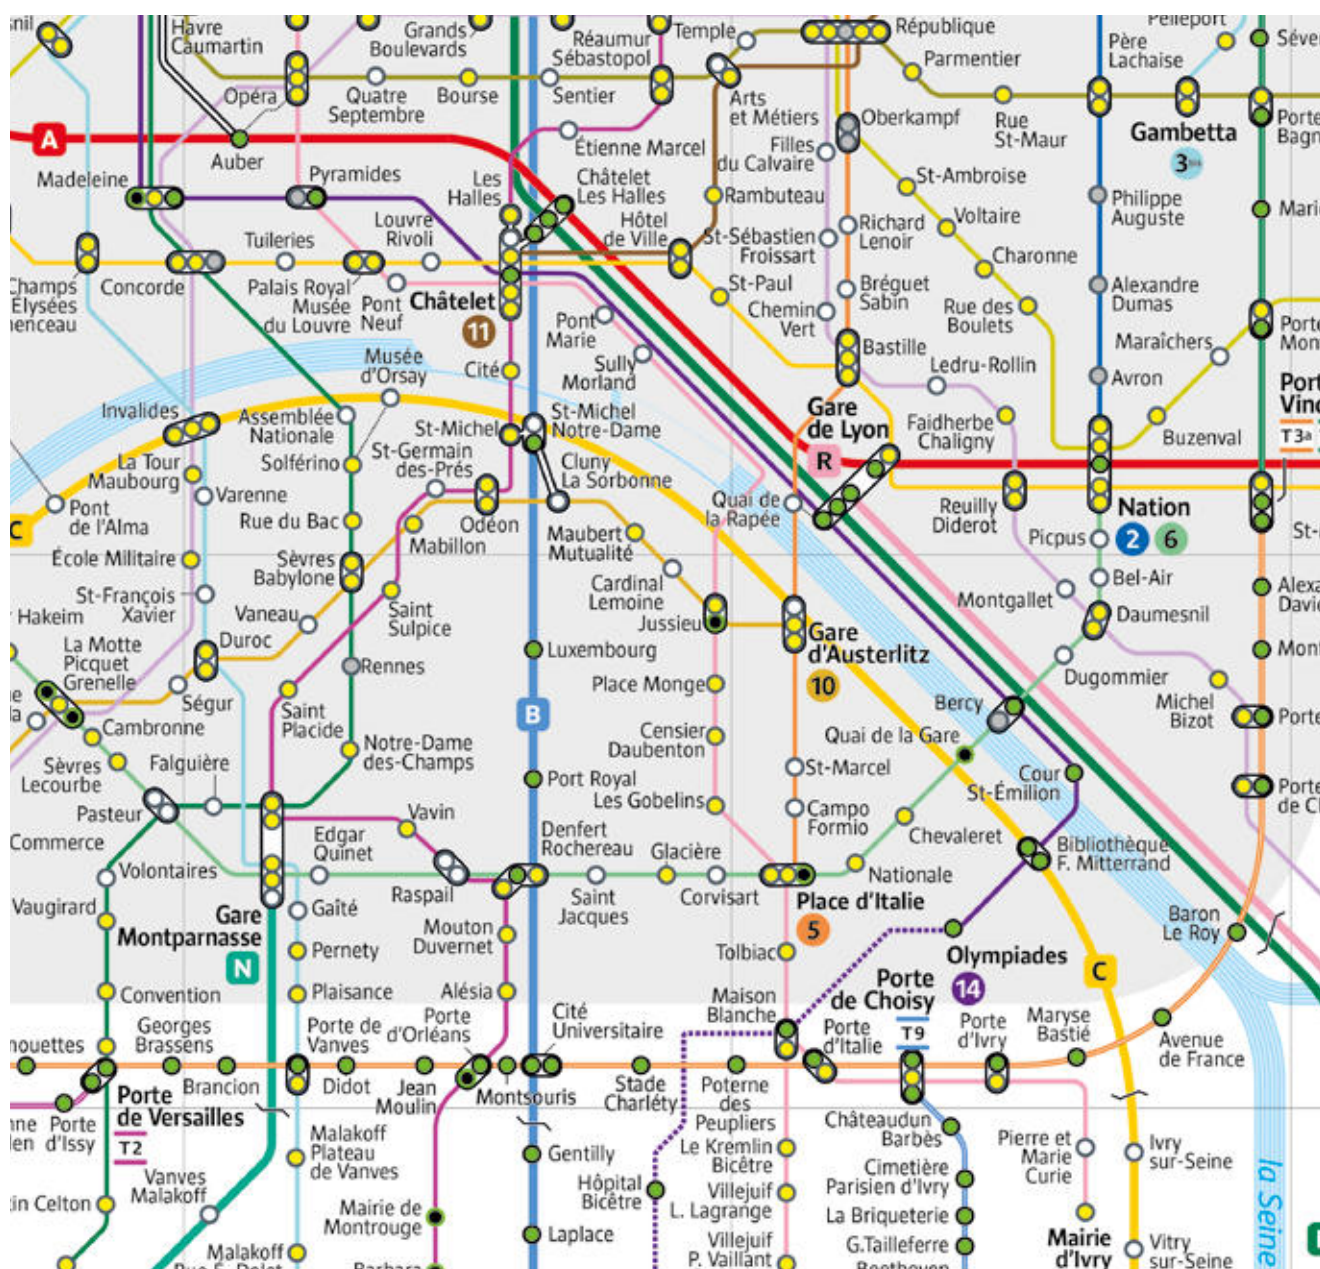 Havre
Caumartin
Grands
Boulevards
Réaumur
Sébastopol
Temple
République
Pelleport
Père
Lachaise
Parmentier
Opéra
Quatre
Septembre
Bourse
Sentier
Arts
et Métiers
Oberkampf
Rue
St-Maur
Gambetta
3bis
A
Auber
Étienne Marcel
Filles
du Calvaire
Madeleine
Pyramides
Les
Halles
Châtelet
Les Halles
Rambuteau
St-Ambroise
Philippe
Auguste
Louvre
Rivoli
Hôtel
de Ville
St-Sébastien
Froissart
Richard
Lenoir
Voltaire
Tuileries
Charonne
Champs
Elysées
Concorde
Palais Royal
Musée
du Louvre
Pont
Neuf
Châtelet
11
St-Paul
Chemin
Vert
Bréguet
Sabin
Rue des
Boulets
Alexandre
Dumas
Pont
Marie
Maraîchers
Musée
d'Orsay
Cité
Sully
Morland
Bastille
Ledru-Rollin
Avron
Invalides
Assemblée
Nationale
St-Michel
St-Michel
Notre-Dame
Gare
de Lyon
R
Faidherbe
Chaligny
Buzenval
T3a
La Tour
Maubourg
Solférino
St-Germain
des-Prés
Cluny
La Sorbonne
Varenne
C
Pont
de l'Alma
Rue du Bac
Odéon
Mabillon
Maubert
Mutualité
Quai de
la Rapée
Reuilly
Diderot
Nation
2
6
Picpus
École Militaire
Sèvres
Babylone
St-François
Xavier
Cardinal
Lemoine
Bel-Air
Montgallet
Hakeim
Vaneau
Saint
Sulpice
Jussieu
Daumesnil
La Motte
Picquet
Grenelle
Duroc
Luxembourg
Gare
d'Austerlitz
10
Rennes
Dugommier
Ségur
Place Monge
Michel
Bizot
Bercy
Cambronne
Saint
Placide
B
Censier
Daubenton
Quai de la Gare
Sèvres
Lecourbe
Falguière
Notre-Dame
des-Champs
Port Royal
St-Marcel
Cour
St-Émilion
Pasteur
Les Gobelins
Campo
Formio
Commerce
Edgar
Quinet
Vavin
Denfert
Rochereau
Glacière
Chevaleret
Bibliothèque
F. Mitterrand
Volontaires
Raspail
Saint
Jacques
Corvisart
Nationale
Vaugirard
Gare
Montparnasse
N
Gaîté
Place d'Italie
5
Baron
Le Roy
Pernety
Mouton
Duvernet
Tolbiac
Olympiades
14
C
Convention
Plaisance
Alésia
Maison
Blanche
Porte
de Choisy
T9
Georges
Brassens
Porte de
Vanves
Porte
d'Orléans
Cité
Universitaire
Porte
d'Italie
Porte
d'Ivry
Maryse
Bastié
Avenue
de France
Brancion
Didot
Jean
Moulin
Montsouris
Stade
Charléty
Poterne
des
Peupliers
Porte
d'Issy
Porte
de Versailles
T2
Malakoff
Plateau
de Vanves
Gentilly
Le Kremlin
Bicêtre
Châteaudun
Barbès
Pierre et
Marie
Curie
Ivry
sur-Seine
Vanves
Malakoff
Hôpital
Bicêtre
Cimetière
Parisien d'Ivry
Villejuif
L. Lagrange
La Briqueterie
Mairie de
Montrouge
Laplace
Villejuif
P. Vaillant
G.Tailleferre
Mairie
d'Ivry
Vitry
sur-Seine
la Seine
Malakoff